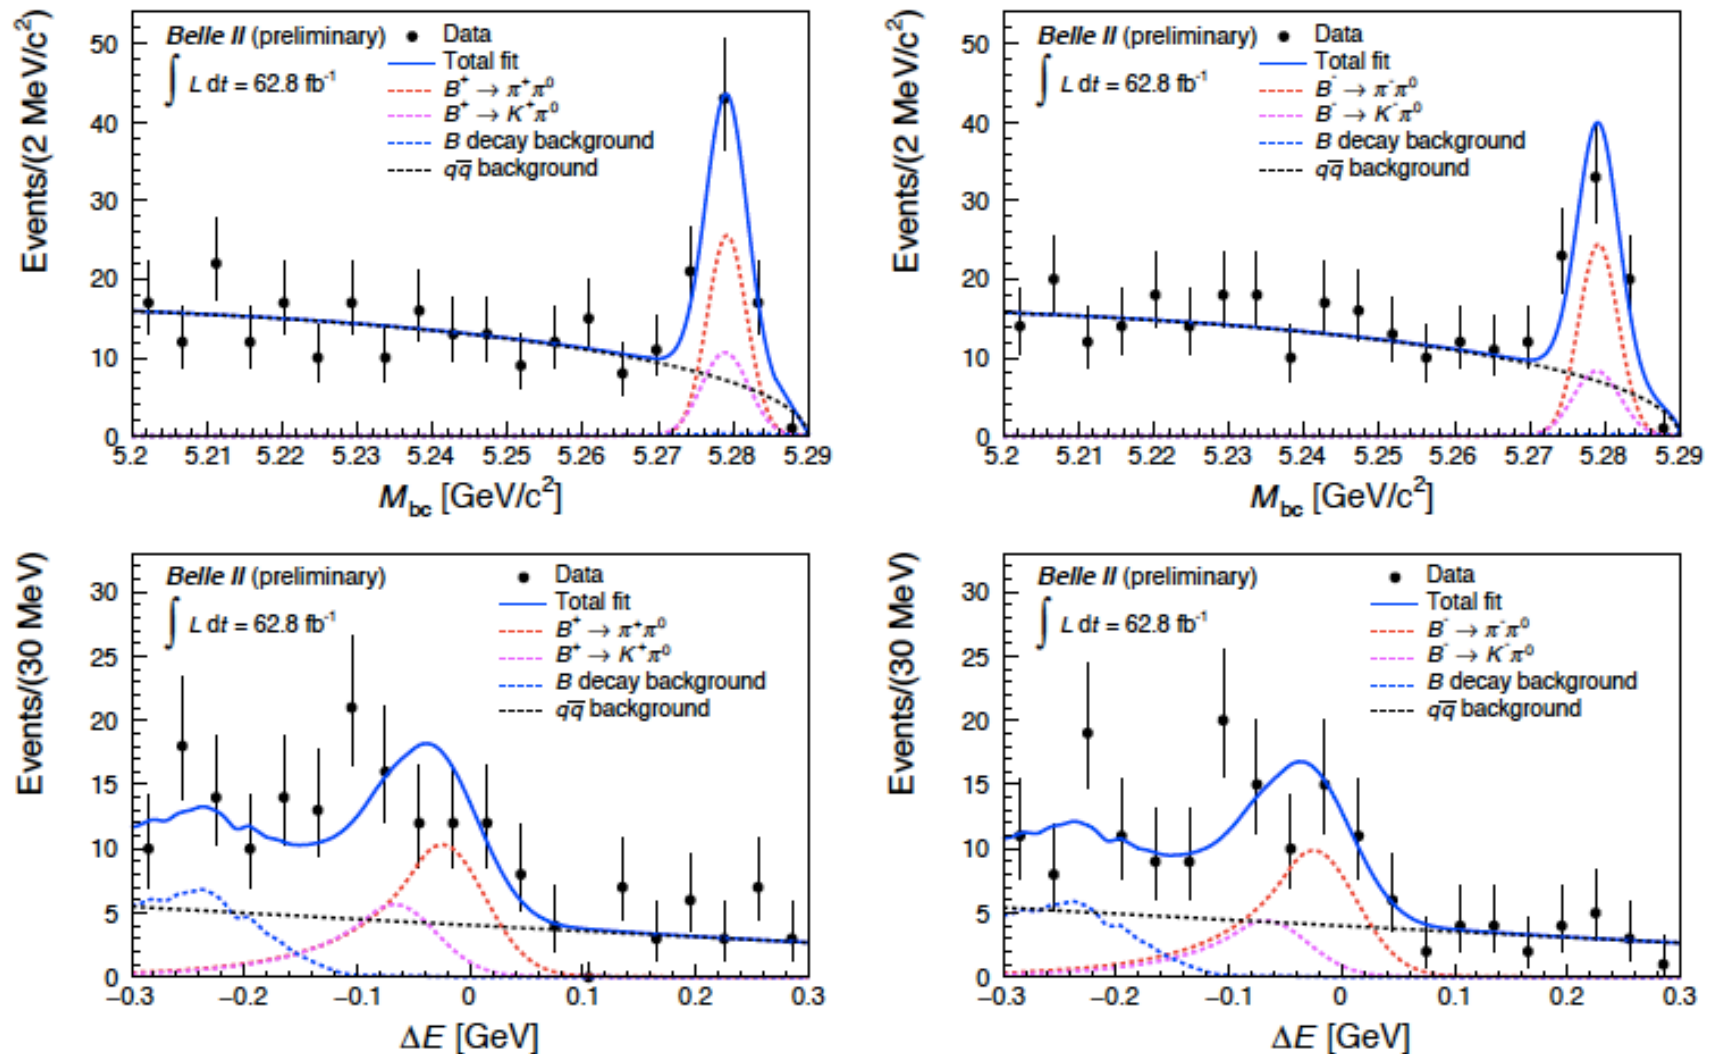 Events/(2 MeV/c²)
50
40
30
20
10
0
Belle II (preliminary)
∫ L dt = 62.8 fb⁻¹
Data
Total fit
B⁺ → π⁺π⁰
B⁺ → K⁺π⁰
B decay background
qq̅ background
5.2 5.21 5.22 5.23 5.24 5.25 5.26 5.27 5.28 5.29
M_bc [GeV/c²]
Events/(2 MeV/c²)
50
40
30
20
10
0
Belle II (preliminary)
∫ L dt = 62.8 fb⁻¹
Data
Total fit
B⁻ → π⁻π⁰
B⁻ → K⁻π⁰
B decay background
qq̅ background
5.2 5.21 5.22 5.23 5.24 5.25 5.26 5.27 5.28 5.29
M_bc [GeV/c²]
Events/(30 MeV)
30
25
20
15
10
5
0
Belle II (preliminary)
∫ L dt = 62.8 fb⁻¹
Data
Total fit
B⁺ → π⁺π⁰
B⁺ → K⁺π⁰
B decay background
qq̅ background
−0.3 −0.2 −0.1 0 0.1 0.2 0.3
ΔE [GeV]
Events/(30 MeV)
30
25
20
15
10
5
0
Belle II (preliminary)
∫ L dt = 62.8 fb⁻¹
Data
Total fit
B⁻ → π⁻π⁰
B⁻ → K⁻π⁰
B decay background
qq̅ background
−0.3 −0.2 −0.1 0 0.1 0.2 0.3
ΔE [GeV]